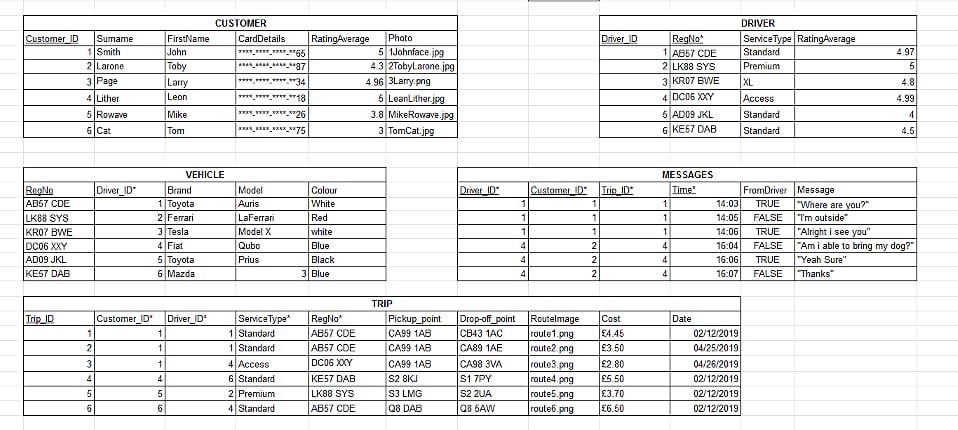 CUSTOMER
Customer_ID Surname FirstName CardDetails RatingAverage Photo
1 Smith John ****-****-****-**65 5 1Johnface.jpg
2 Larone Toby ****-****-****-**87 4.3 2TobyLarone.jpg
3 Page Larry ****-****-****-**34 4.96 3Larry.png
4 Lither Leon ****-****-****-**18 5 LeanLither.jpg
5 Rowave Mike ****-****-****-**26 3.8 MikeRowave.jpg
6 Cat Tom ****-****-****-**75 3 TomCat.jpg
DRIVER
Driver_ID RegNo* ServiceType RatingAverage
1 AB57 CDE Standard 4.97
2 LK88 SYS Premium 5
3 KR07 BWE XL 4.8
4 DC06 XXY Access 4.99
5 AD09 JKL Standard 4
6 KE57 DAB Standard 4.5
VEHICLE
RegNo Driver_ID* Brand Model Colour
AB57 CDE 1 Toyota Auris White
LK88 SYS 2 Ferrari LaFerrari Red
KR07 BWE 3 Tesla Model X white
DC06 XXY 4 Fiat Qubo Blue
AD09 JKL 5 Toyota Prius Black
KE57 DAB 6 Mazda 3 Blue
MESSAGES
Driver_ID* Customer_ID* Trip_ID* Time* FromDriver Message
1 1 1 14:03 TRUE "Where are you?"
1 1 1 14:05 FALSE "I'm outside"
1 1 1 14:06 TRUE "Alright i see you"
4 2 4 16:04 FALSE "Am i able to bring my dog?"
4 2 4 16:06 TRUE "Yeah Sure"
4 2 4 16:07 FALSE "Thanks"
TRIP
Trip_ID Customer_ID* Driver_ID* ServiceType* RegNo* Pickup_point Drop-off_point RouteImage Cost Date
1 1 1 Standard AB57 CDE CA99 1AB CB43 1AC route1.png £4.45 02/12/2019
2 1 1 Standard AB57 CDE CA99 1AB CA89 1AE route2.png £3.50 04/25/2019
3 1 4 Access DC06 XXY CA99 1AB CA98 3VA route3.png £2.80 04/26/2019
4 4 6 Standard KE57 DAB S2 8KJ S1 7PY route4.png £5.50 02/12/2019
5 5 2 Premium LK88 SYS S3 LMG S2 2UA route5.png £3.70 02/12/2019
6 6 4 Standard AB57 CDE Q8 DAB Q8 5AW route6.png £6.50 02/12/2019